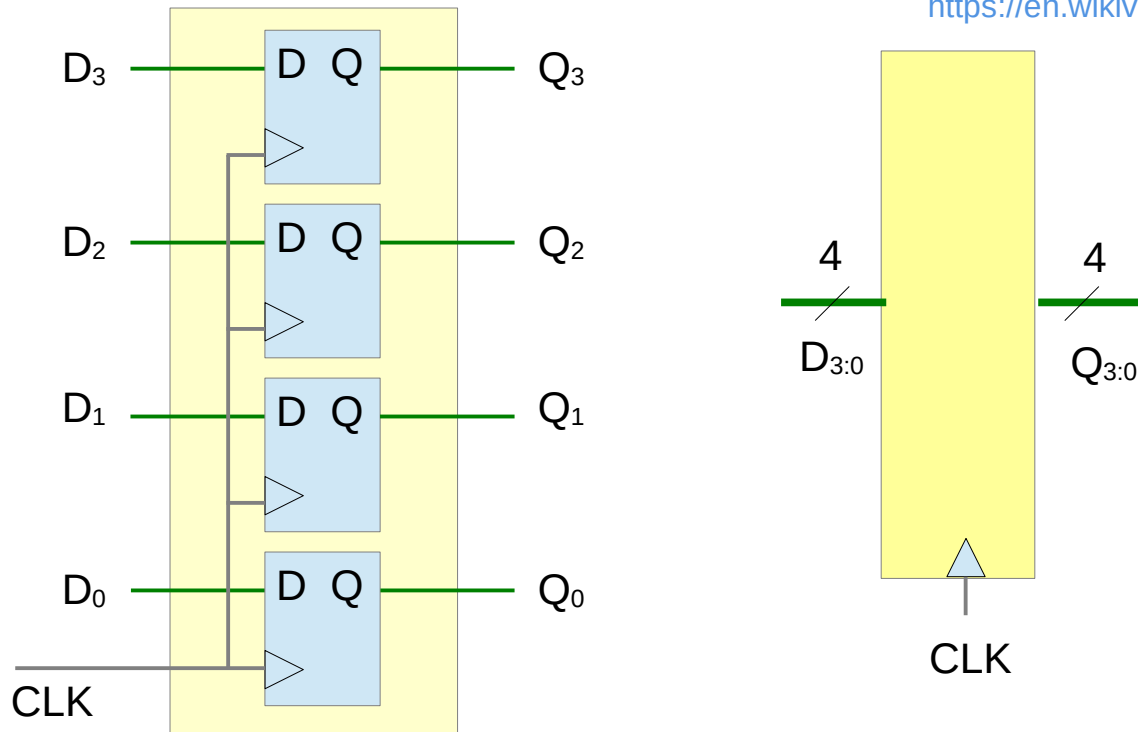 https://en.wikiv
D3
D Q
Q3
D2
D Q
Q2
D1
D Q
Q1
D0
D Q
Q0
CLK
4
4
D3:0
Q3:0
CLK